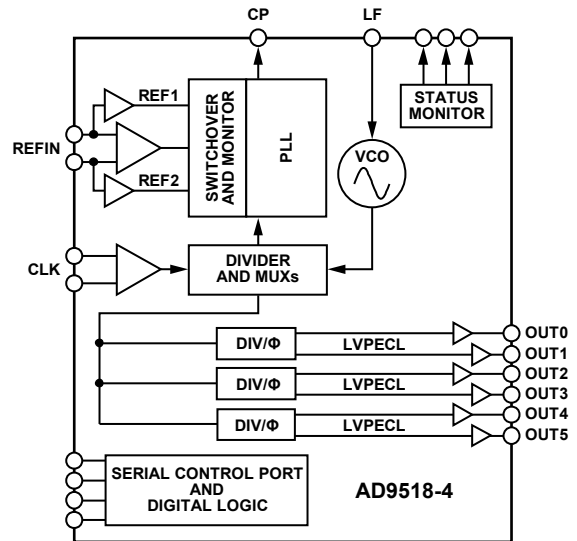 CP
LF
REF1
REFIN
REF2
SWITCHOVER
AND MONITOR
PLL
STATUS
MONITOR
VCO
CLK
DIVIDER
AND MUXs
DIV/Φ
LVPECL
OUT0
OUT1
DIV/Φ
LVPECL
OUT2
OUT3
DIV/Φ
LVPECL
OUT4
OUT5
SERIAL CONTROL PORT
AND
DIGITAL LOGIC
AD9518-4